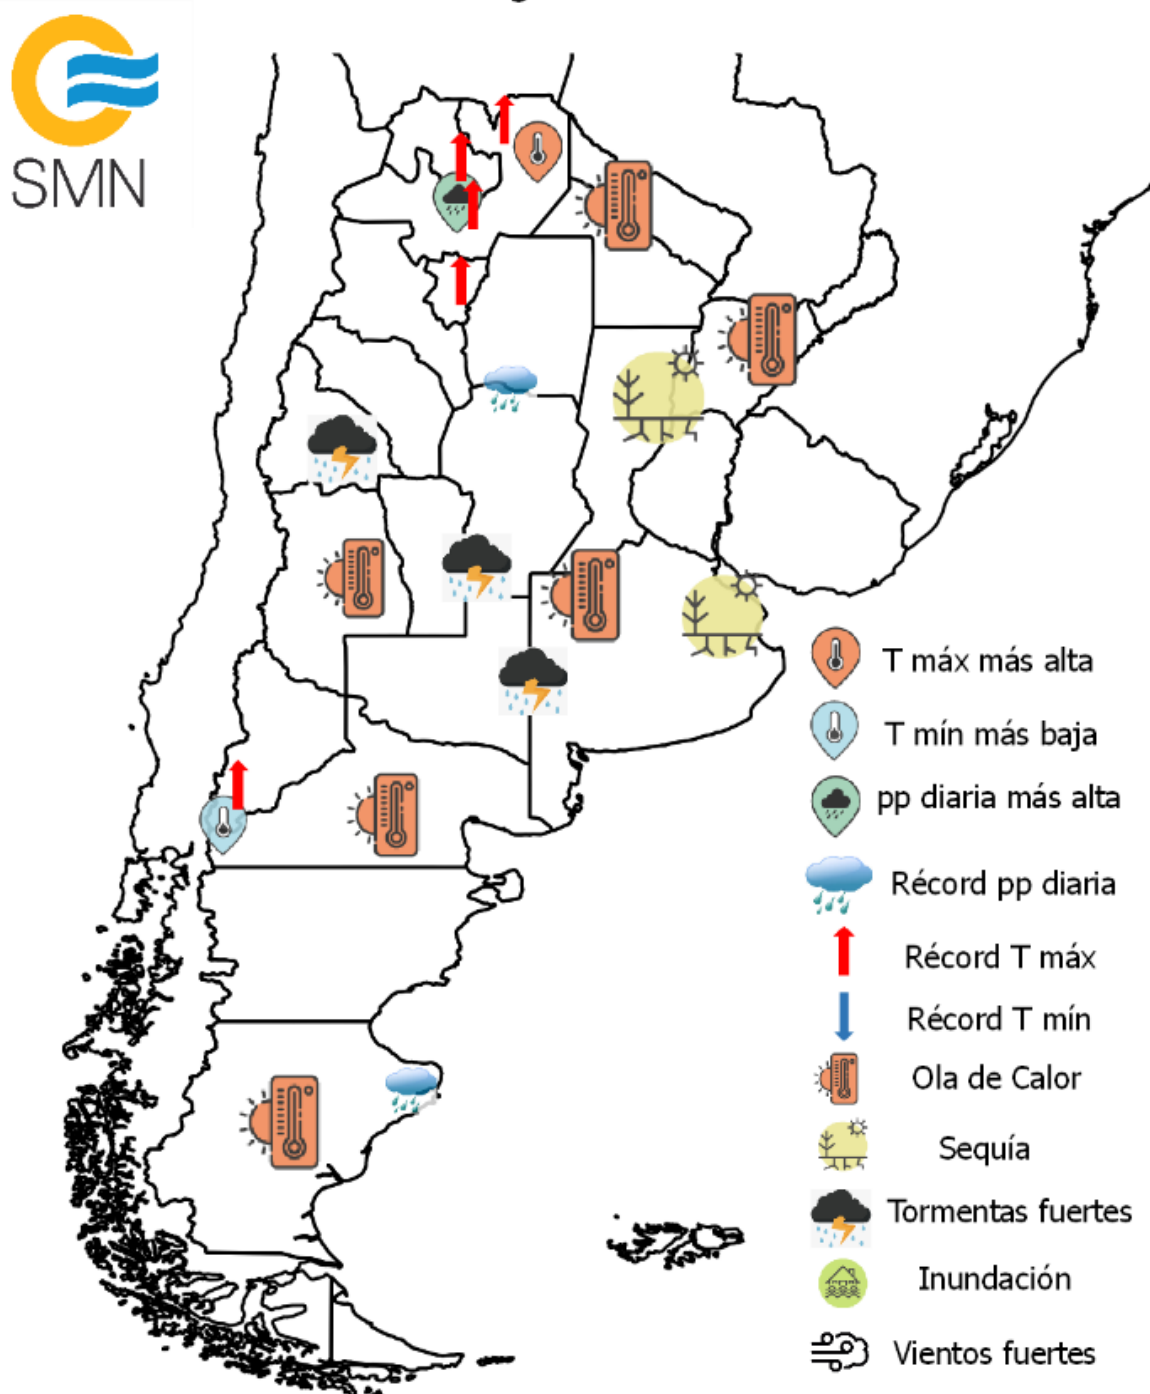 SMN
T máx más alta
T mín más baja
pp diaria más alta
Récord pp diaria
Récord T máx
Récord T mín
Ola de Calor
Sequía
Tormentas fuertes
Inundación
Vientos fuertes